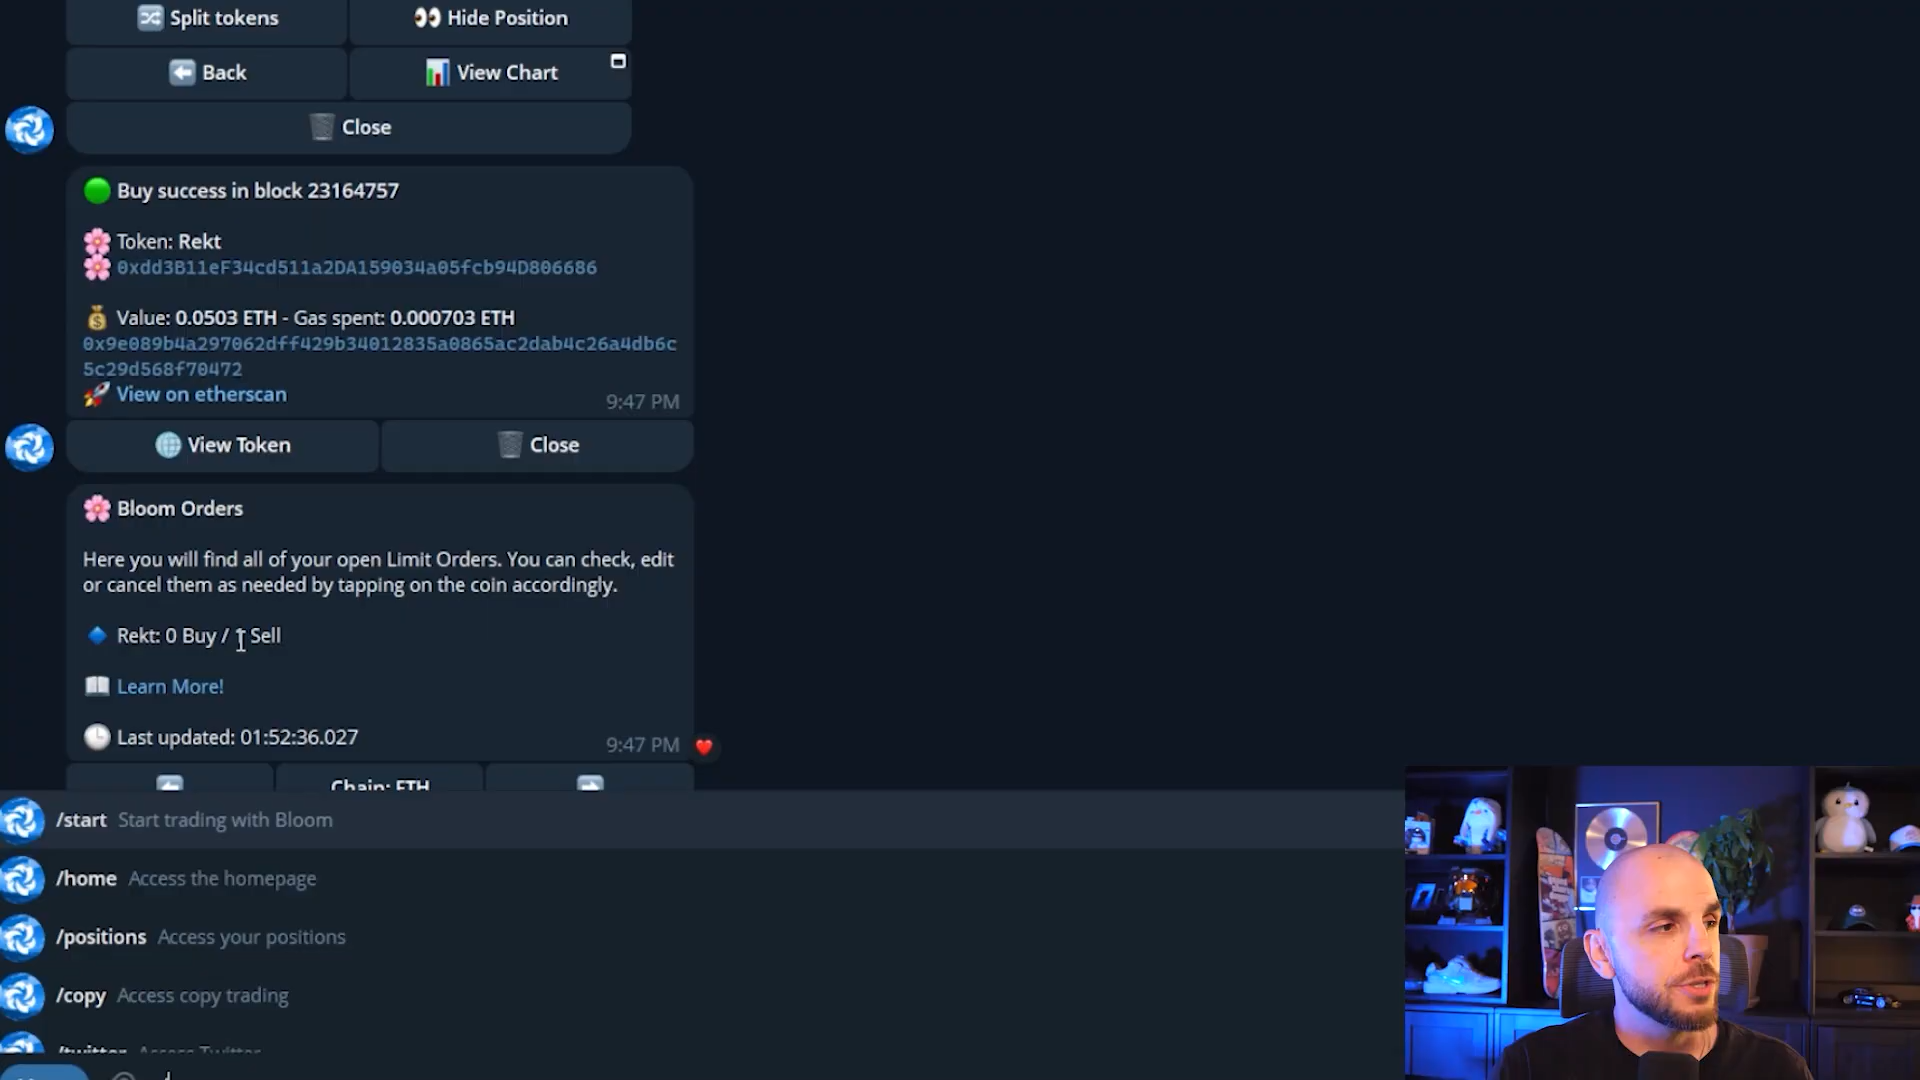 Split tokens
Hide Position
Back
View Chart
Close
Buy success in block 23164757
Token: Rekt
0xdd3B11eF34cd511a2DA159034a05fcb94D806686
Value: 0.0503 ETH - Gas spent: 0.000703 ETH
0x9e089b4a297062dff429b34012835a0865ac2dab4c26a4db6c
5c29d568f70472
View on etherscan
9:47 PM
View Token
Close
Bloom Orders
Here you will find all of your open Limit Orders. You can check, edit
or cancel them as needed by tapping on the coin accordingly.
Rekt: 0 Buy / 1 Sell
Learn More!
Last updated: 01:52:36.027
9:47 PM
Chain: ETH
/start Start trading with Bloom
/home Access the homepage
/positions Access your positions
/copy Access copy trading
/twitter Access Twitter